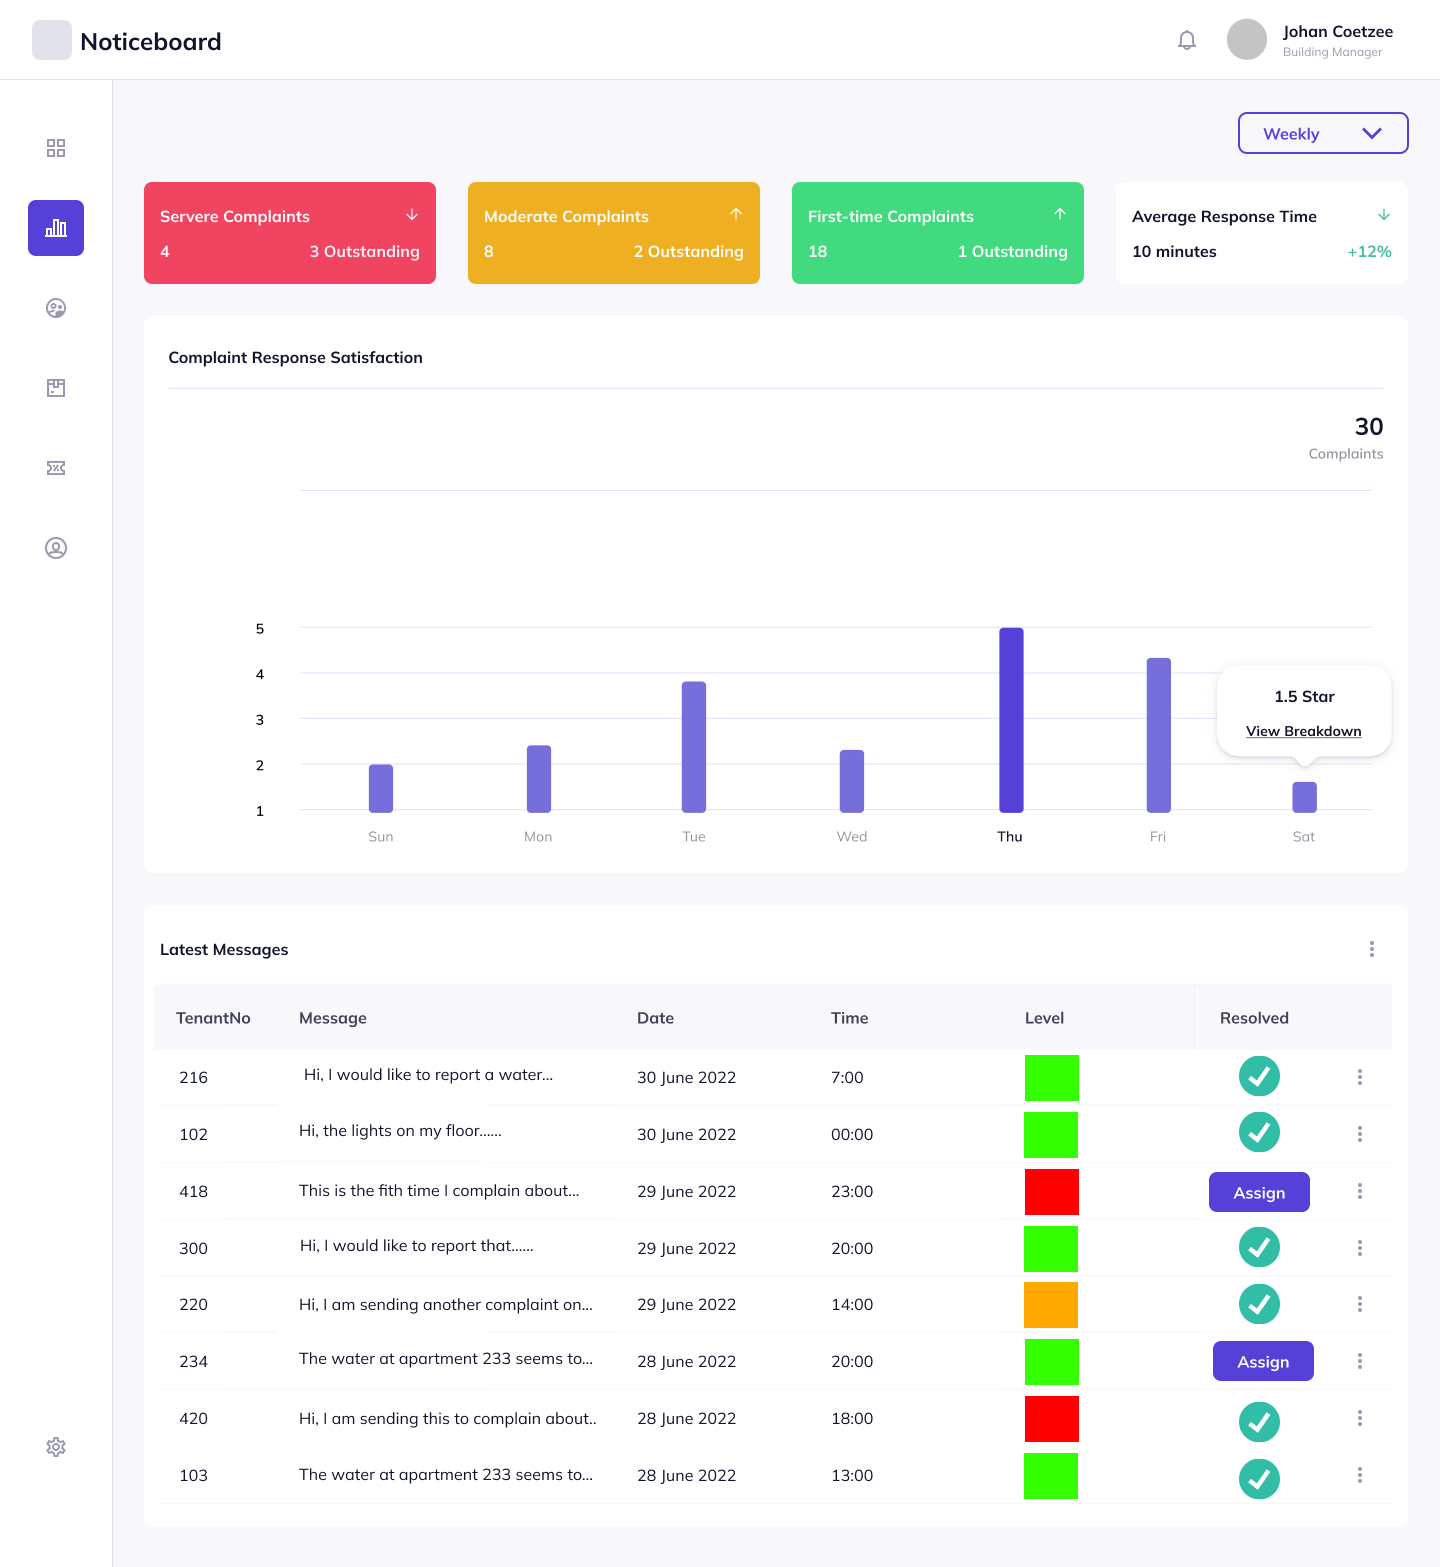 Noticeboard
Johan Coetzee
Building Manager
Weekly
Servere Complaints
4 3 Outstanding
Moderate Complaints
8 2 Outstanding
First-time Complaints
18 1 Outstanding
Average Response Time
10 minutes +12%
Complaint Response Satisfaction
30
Complaints
5
4
3
2
1
1.5 Star
View Breakdown
Sun Mon Tue Wed Thu Fri Sat
Latest Messages
TenantNo Message Date Time Level Resolved
216 Hi, I would like to report a water... 30 June 2022 7:00
102 Hi, the lights on my floor...... 30 June 2022 00:00
418 This is the fith time I complain about... 29 June 2022 23:00 Assign
300 Hi, I would like to report that...... 29 June 2022 20:00
220 Hi, I am sending another complaint on... 29 June 2022 14:00
234 The water at apartment 233 seems to... 28 June 2022 20:00 Assign
420 Hi, I am sending this to complain about.. 28 June 2022 18:00
103 The water at apartment 233 seems to... 28 June 2022 13:00